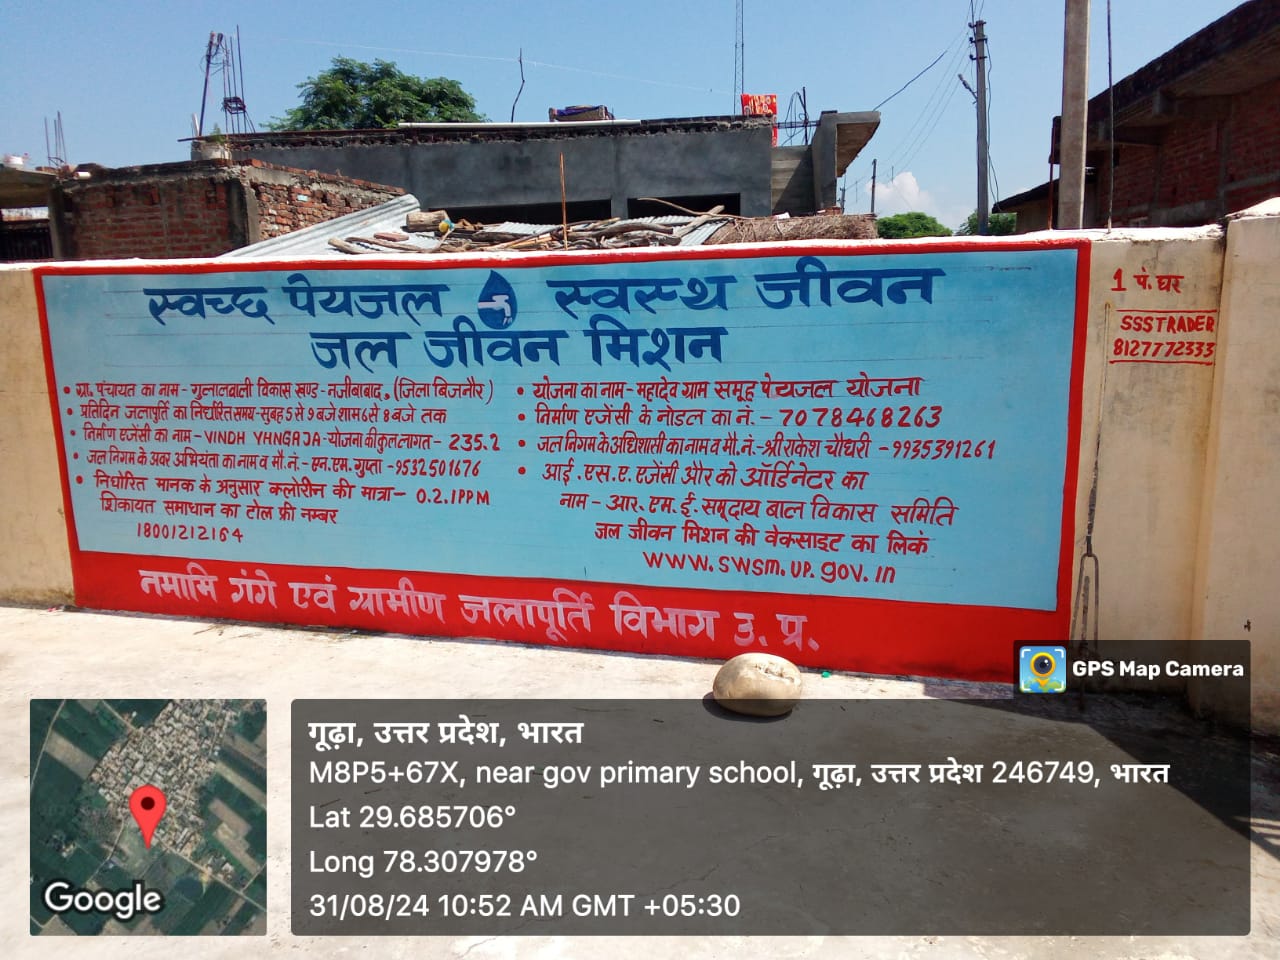 स्वच्छ पेयजल स्वस्थ जीवन
जल जीवन मिशन
• ग्रा. पंचायत का नाम - गुलालवाली विकास खण्ड - नजीबाबाद, (जिला बिजनौर)
• प्रतिदिन जलापूर्ति का निर्धारित समय - सुबह 5 से 9 बजे शाम 6 से 8 बजे तक
• निर्माण एजेंसी का नाम - VINDH YHNGAJA - योजना की कुल लागत - 235.2
• जल निगम के अवर अभियंता का नाम व मौ. नं. - एन. एम. गुप्ता - 9532501676
• निर्धारित मानक के अनुसार क्लोरीन की मात्रा - 0.2.1PPM
शिकायत समाधान का टोल फ्री नम्बर
18001212164
• योजना का नाम - महादेव ग्राम समूह पेयजल योजना
• निर्माण एजेंसी के नोडल का नं. - 7078468263
• जल निगम के अधिशासी का नाम व मौ. नं. - श्री राकेश चौधरी - 9935391261
• आई. एस. ए. एजेंसी और को ऑर्डिनेटर का
नाम - आर. एम. ई. समूदाय बाल विकास समिति
जल जीवन मिशन की वेक्साइट का लिकं
www.swsm.up.gov.in
नमामि गंगे एवं ग्रामीण जलापूर्ति विभाग उ. प्र.
1 पं. घर
SSSTRADER
8127772333
GPS Map Camera
Google
गूढ़ा, उत्तर प्रदेश, भारत
M8P5+67X, near gov primary school, गूढ़ा, उत्तर प्रदेश 246749, भारत
Lat 29.685706°
Long 78.307978°
31/08/24 10:52 AM GMT +05:30